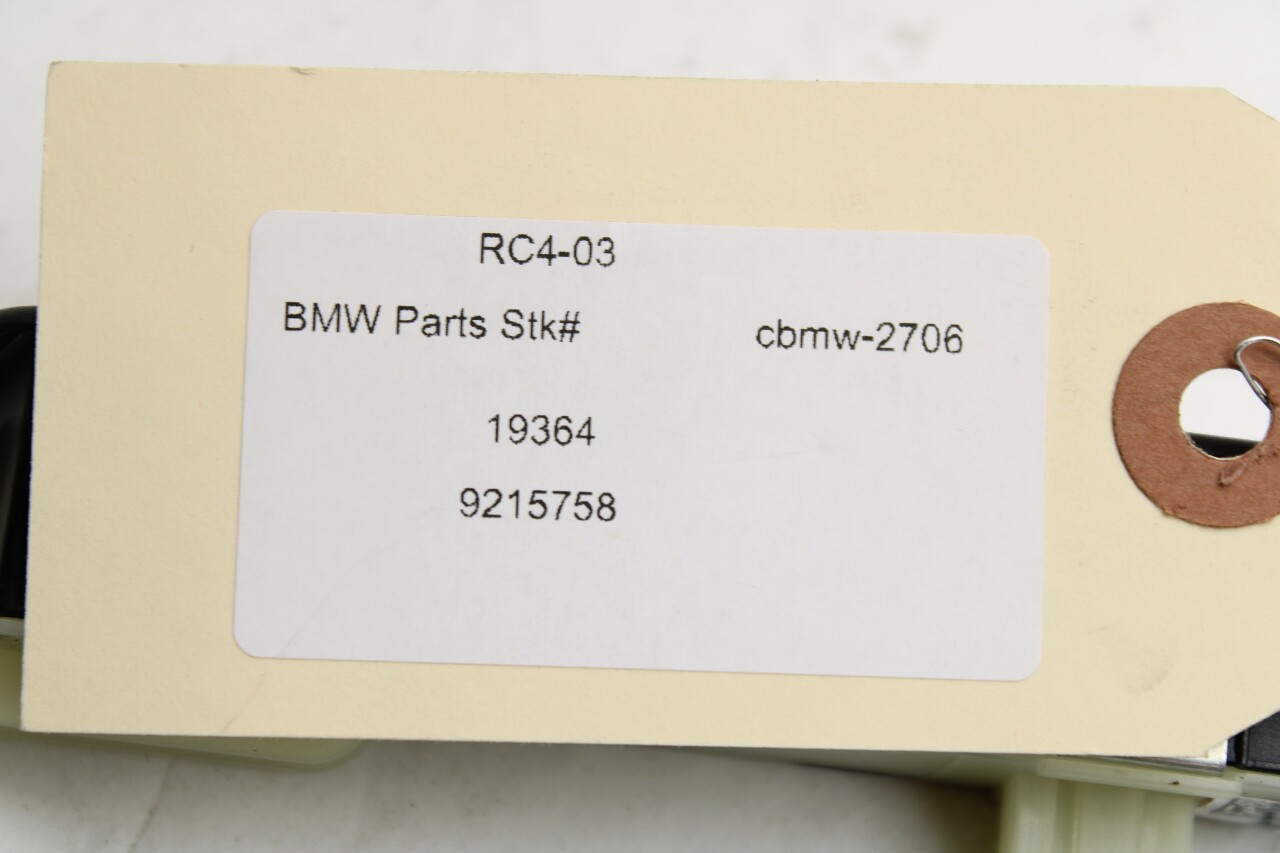 RC4-03
BMW Parts Stk# cbmw-2706
19364
9215758